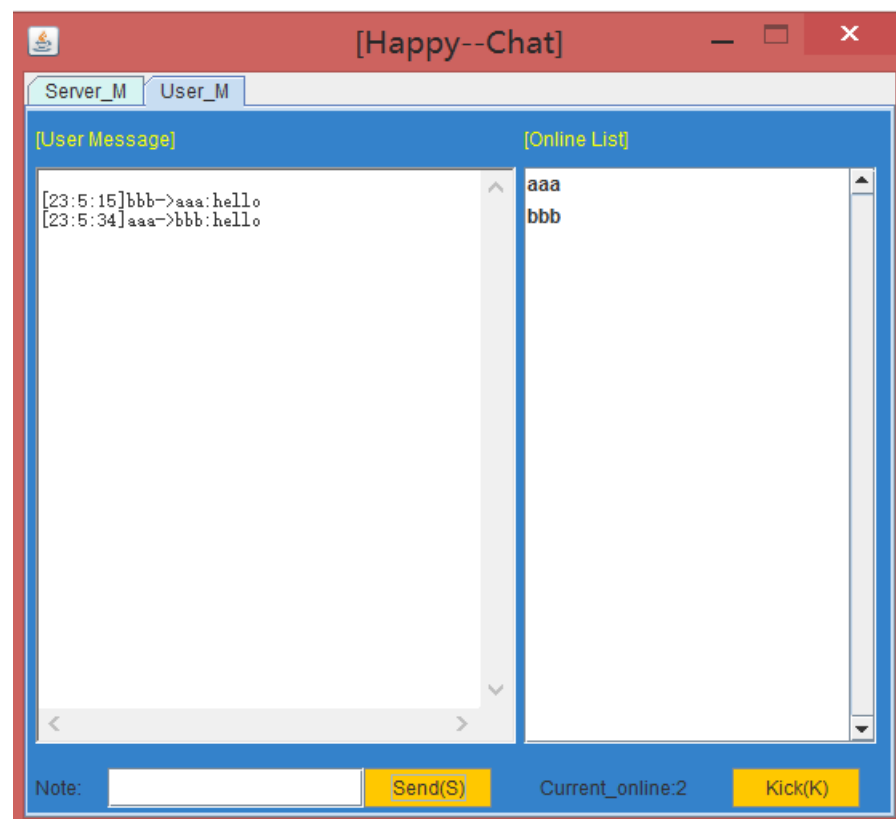 [Happy--Chat]
Server_M User_M
[User Message] [Online List]
[23:5:15]bbb->aaa:hello
[23:5:34]aaa->bbb:hello
aaa
bbb
Note: Send(S) Current_online:2 Kick(K)